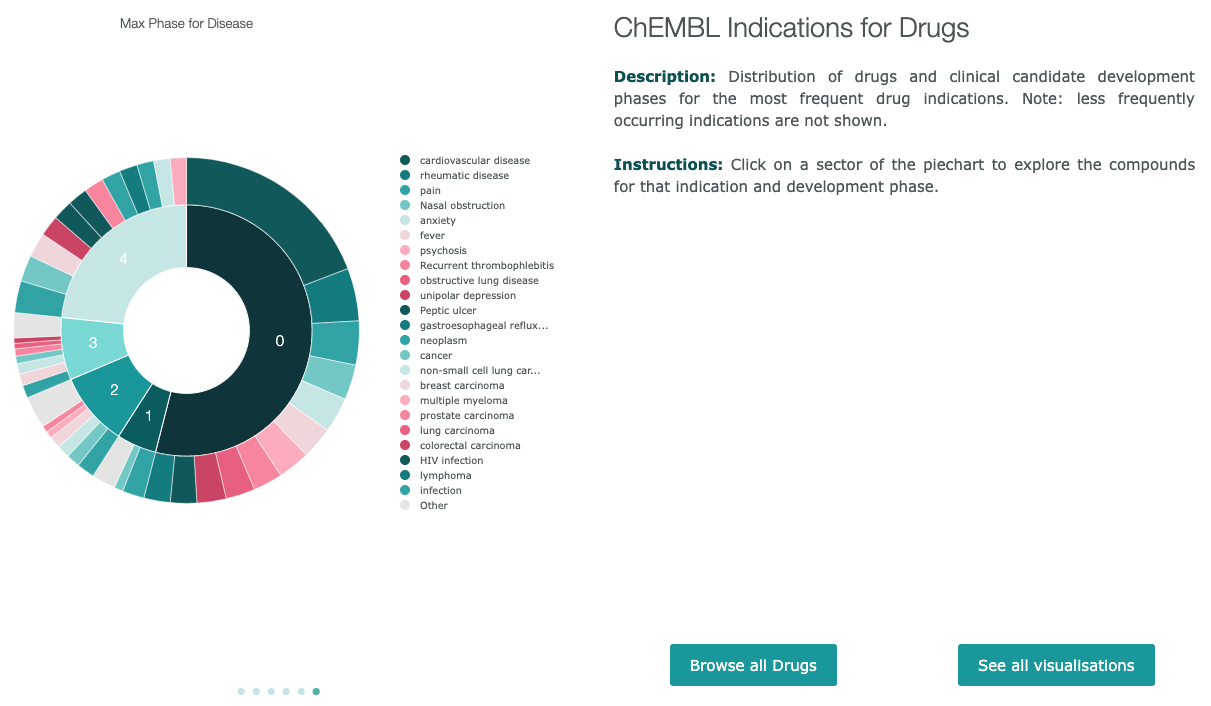 Max Phase for Disease
4
3
2
1
0
cardiovascular disease
rheumatic disease
pain
Nasal obstruction
anxiety
fever
psychosis
Recurrent thrombophlebitis
obstructive lung disease
unipolar depression
Peptic ulcer
gastroesophageal reflux...
neoplasm
cancer
non-small cell lung car...
breast carcinoma
multiple myeloma
prostate carcinoma
lung carcinoma
colorectal carcinoma
HIV infection
lymphoma
infection
Other
ChEMBL Indications for Drugs
Description: Distribution of drugs and clinical candidate development
phases for the most frequent drug indications. Note: less frequently
occurring indications are not shown.
Instructions: Click on a sector of the piechart to explore the compounds
for that indication and development phase.
Browse all Drugs
See all visualisations